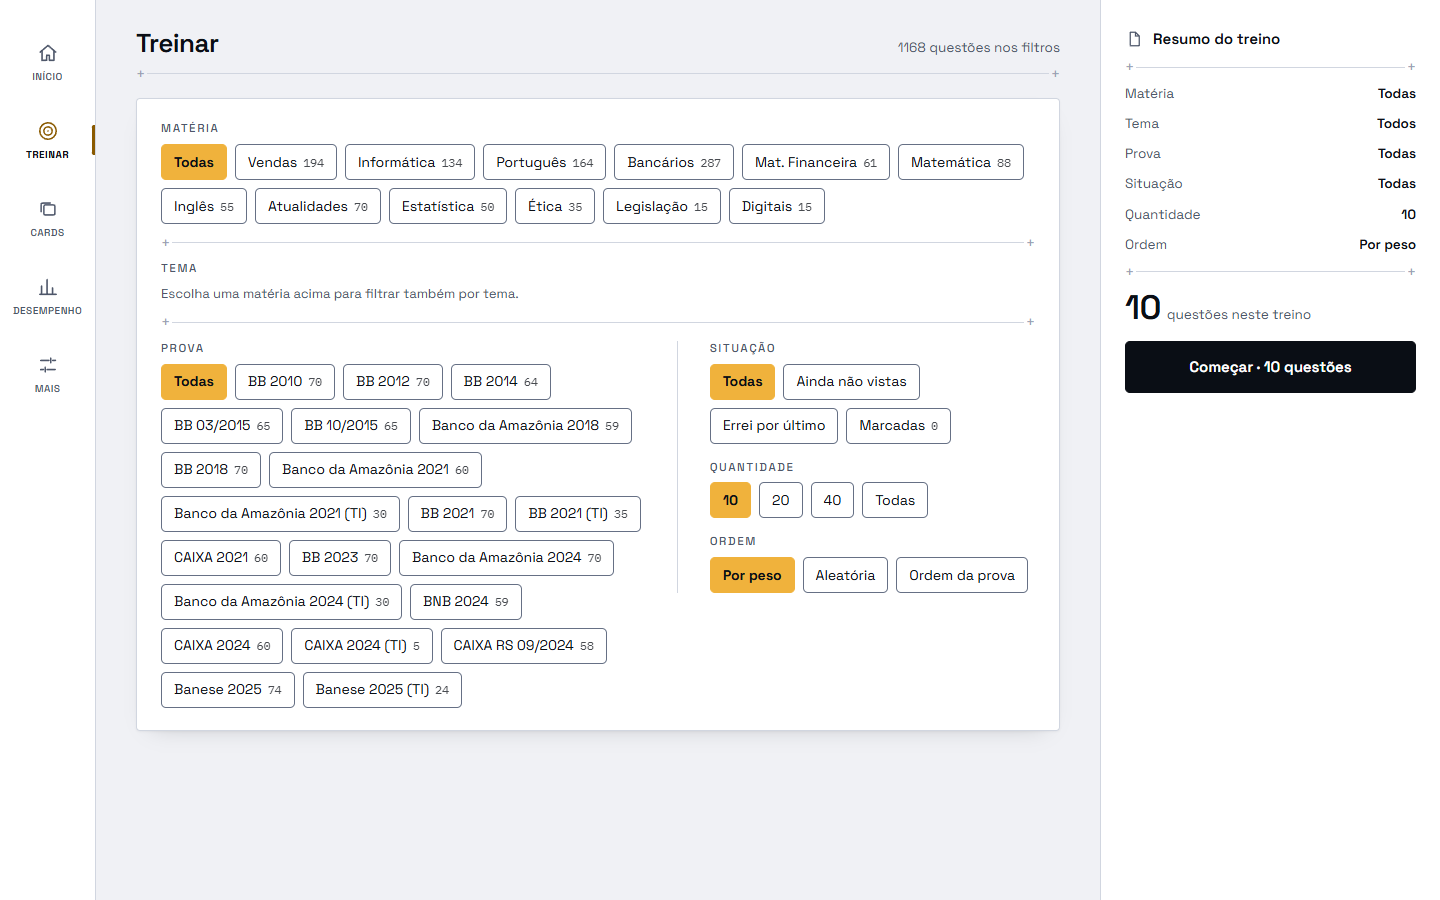 INÍCIO
TREINAR
CARDS
DESEMPENHO
MAIS
Treinar
1168 questões nos filtros
MATÉRIA
Todas Vendas 194 Informática 134 Português 164 Bancários 287 Mat. Financeira 61 Matemática 88
Inglês 55 Atualidades 70 Estatística 50 Ética 35 Legislação 15 Digitais 15
TEMA
Escolha uma matéria acima para filtrar também por tema.
PROVA
Todas BB 2010 70 BB 2012 70 BB 2014 64
BB 03/2015 65 BB 10/2015 65 Banco da Amazônia 2018 59
BB 2018 70 Banco da Amazônia 2021 60
Banco da Amazônia 2021 (TI) 30 BB 2021 70 BB 2021 (TI) 35
CAIXA 2021 60 BB 2023 70 Banco da Amazônia 2024 70
Banco da Amazônia 2024 (TI) 30 BNB 2024 59
CAIXA 2024 60 CAIXA 2024 (TI) 5 CAIXA RS 09/2024 58
Banese 2025 74 Banese 2025 (TI) 24
SITUAÇÃO
Todas Ainda não vistas
Errei por último Marcadas 0
QUANTIDADE
10 20 40 Todas
ORDEM
Por peso Aleatória Ordem da prova
Resumo do treino
Matéria Todas
Tema Todos
Prova Todas
Situação Todas
Quantidade 10
Ordem Por peso
10 questões neste treino
Começar · 10 questões